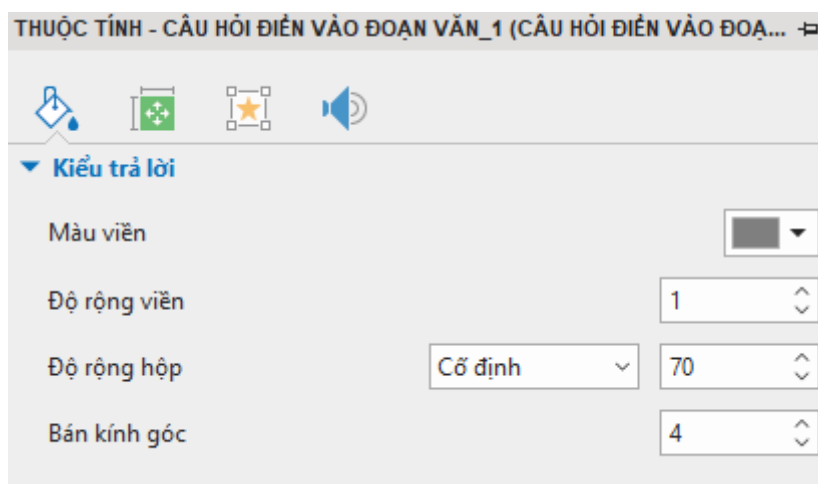 THUỘC TÍNH - CÂU HỎI ĐIỀN VÀO ĐOẠN VĂN_1 (CÂU HỎI ĐIỀN VÀO ĐOẠ...
Kiểu trả lời
Màu viền
Độ rộng viền 1
Độ rộng hộp Cố định 70
Bán kính góc 4